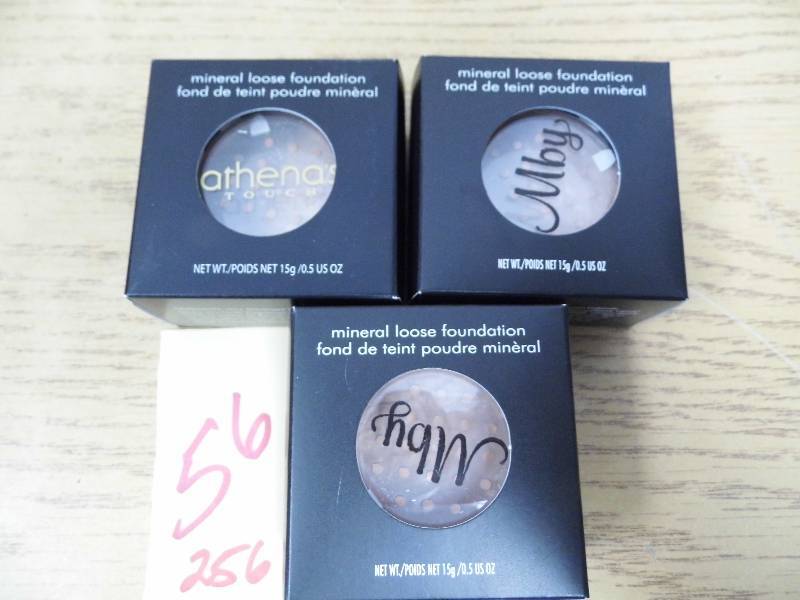 mineral loose foundation
fond de teint poudre minèral
athena's
TOUCH
NET WT./POIDS NET 15g /0.5 US OZ
mineral loose foundation
fond de teint poudre minèral
Mby
NET WT./POIDS NET 15g /0.5 US OZ
mineral loose foundation
fond de teint poudre minèral
Mby
NET WT./POIDS NET 15g /0.5 US OZ
56
256